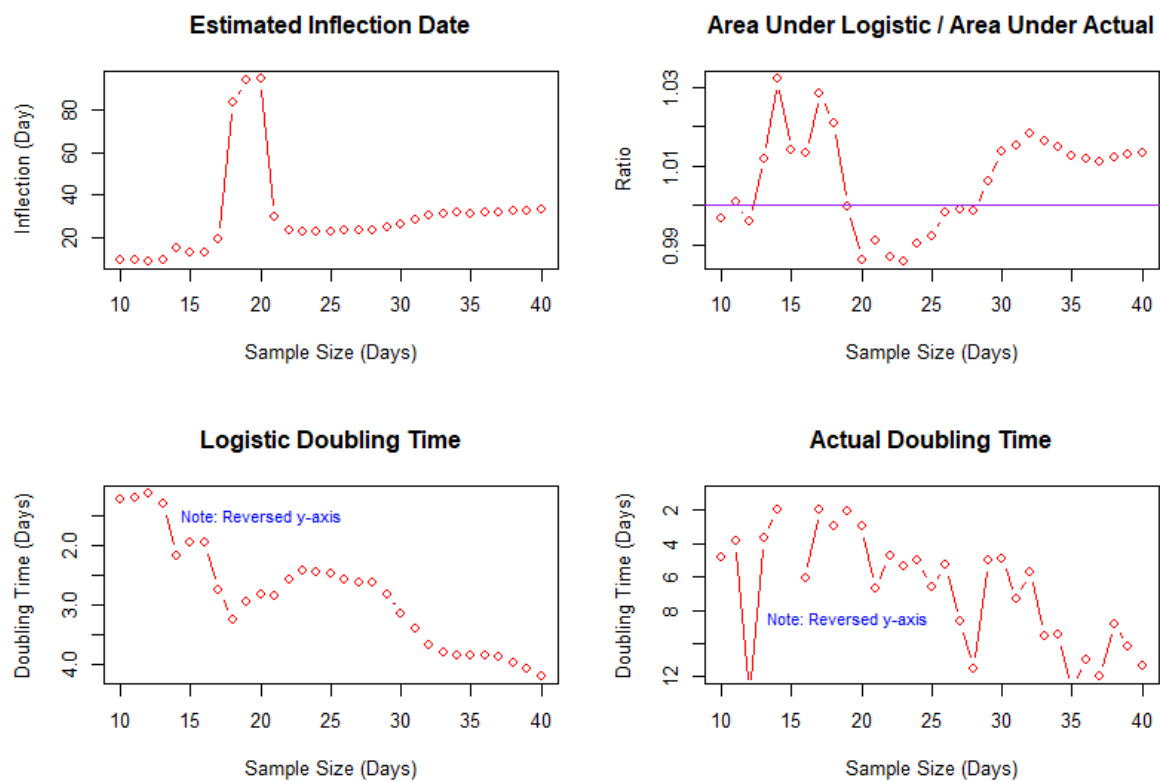 Estimated Inflection Date
Inflection (Day)
80
60
40
20
10 15 20 25 30 35 40
Sample Size (Days)
Area Under Logistic / Area Under Actual
Ratio
1.03
1.01
0.99
10 15 20 25 30 35 40
Sample Size (Days)
Logistic Doubling Time
Doubling Time (Days)
2.0
3.0
4.0
Note: Reversed y-axis
10 15 20 25 30 35 40
Sample Size (Days)
Actual Doubling Time
Doubling Time (Days)
2
4
6
8
12
Note: Reversed y-axis
10 15 20 25 30 35 40
Sample Size (Days)